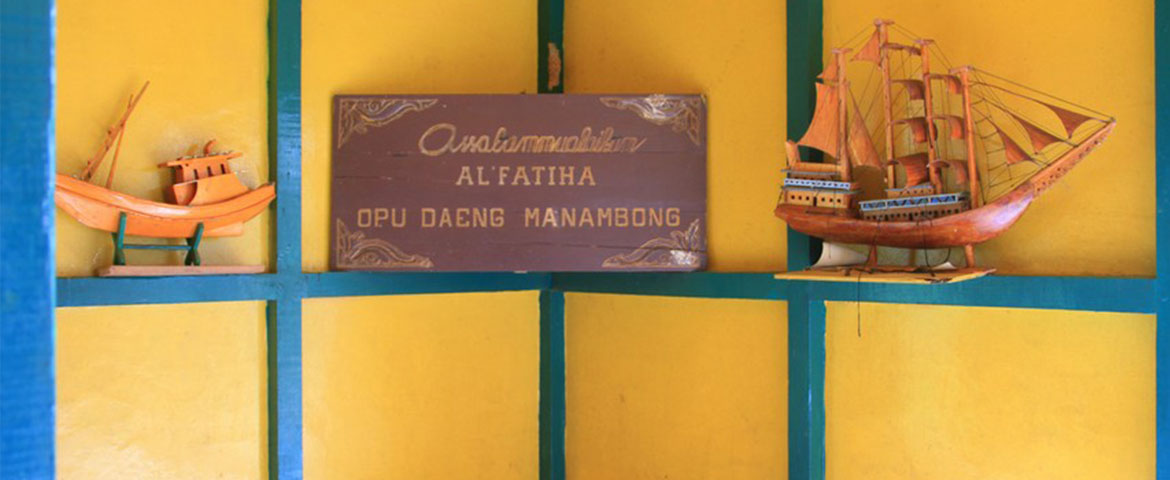 Assalammualaikum
AL'FATIHA
OPU DAENG MANAMBONG